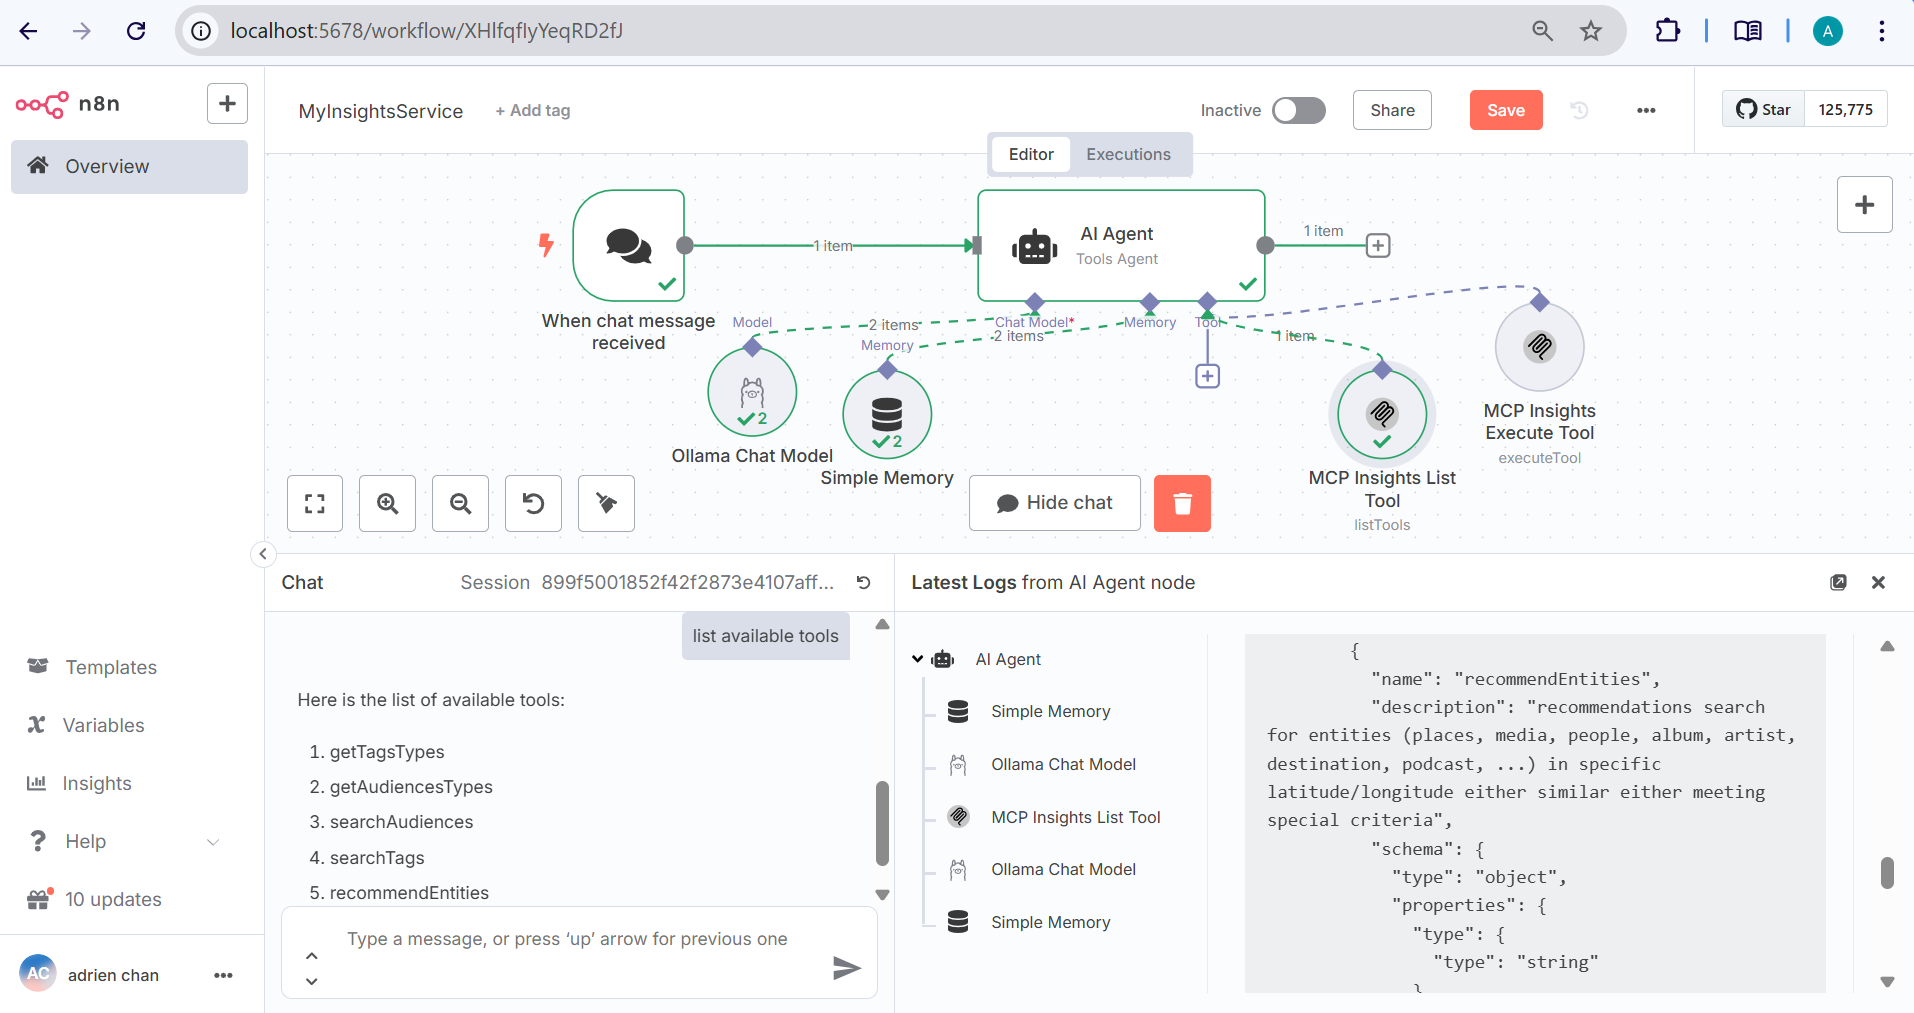 localhost:5678/workflow/XHlfqflyYeqRD2fJ
A
n8n
MyInsightsService
+ Add tag
Inactive
Share
Save
Star
125,775
Overview
Editor
Executions
1 item
AI Agent
Tools Agent
1 item
When chat message
received
Model
2 items
Chat Model*
Memory
Tool
Memory
2 items
1 item
2
2
Ollama Chat Model
Simple Memory
MCP Insights List
Tool
listTools
MCP Insights
Execute Tool
executeTool
Hide chat
Chat
Session 899f5001852f42f2873e4107aff...
Latest Logs from AI Agent node
list available tools
Here is the list of available tools:
1. getTagsTypes
2. getAudiencesTypes
3. searchAudiences
4. searchTags
5. recommendEntities
Type a message, or press ‘up’ arrow for previous one
AI Agent
Simple Memory
Ollama Chat Model
MCP Insights List Tool
Ollama Chat Model
Simple Memory
{
"name": "recommendEntities",
"description": "recommendations search
for entities (places, media, people, album, artist,
destination, podcast, ...) in specific
latitude/longitude either similar either meeting
special criteria",
"schema": {
"type": "object",
"properties": {
"type": {
"type": "string"
}
Templates
Variables
Insights
Help
10 updates
AC
adrien chan